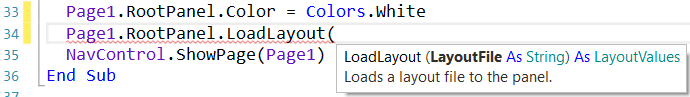 33 Page1.RootPanel.Color = Colors.White
34 Page1.RootPanel.LoadLayout(
35 NavControl.ShowPage(Page1)
LoadLayout (LayoutFile As String) As LayoutValues
Loads a layout file to the panel.
36 End Sub
37